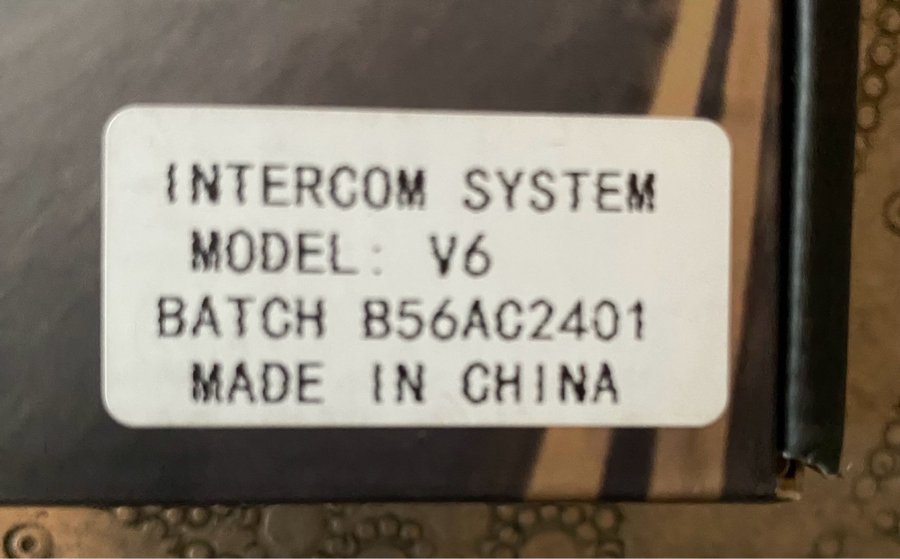 INTERCOM SYSTEM
MODEL: V6
BATCH B56AC2401
MADE IN CHINA